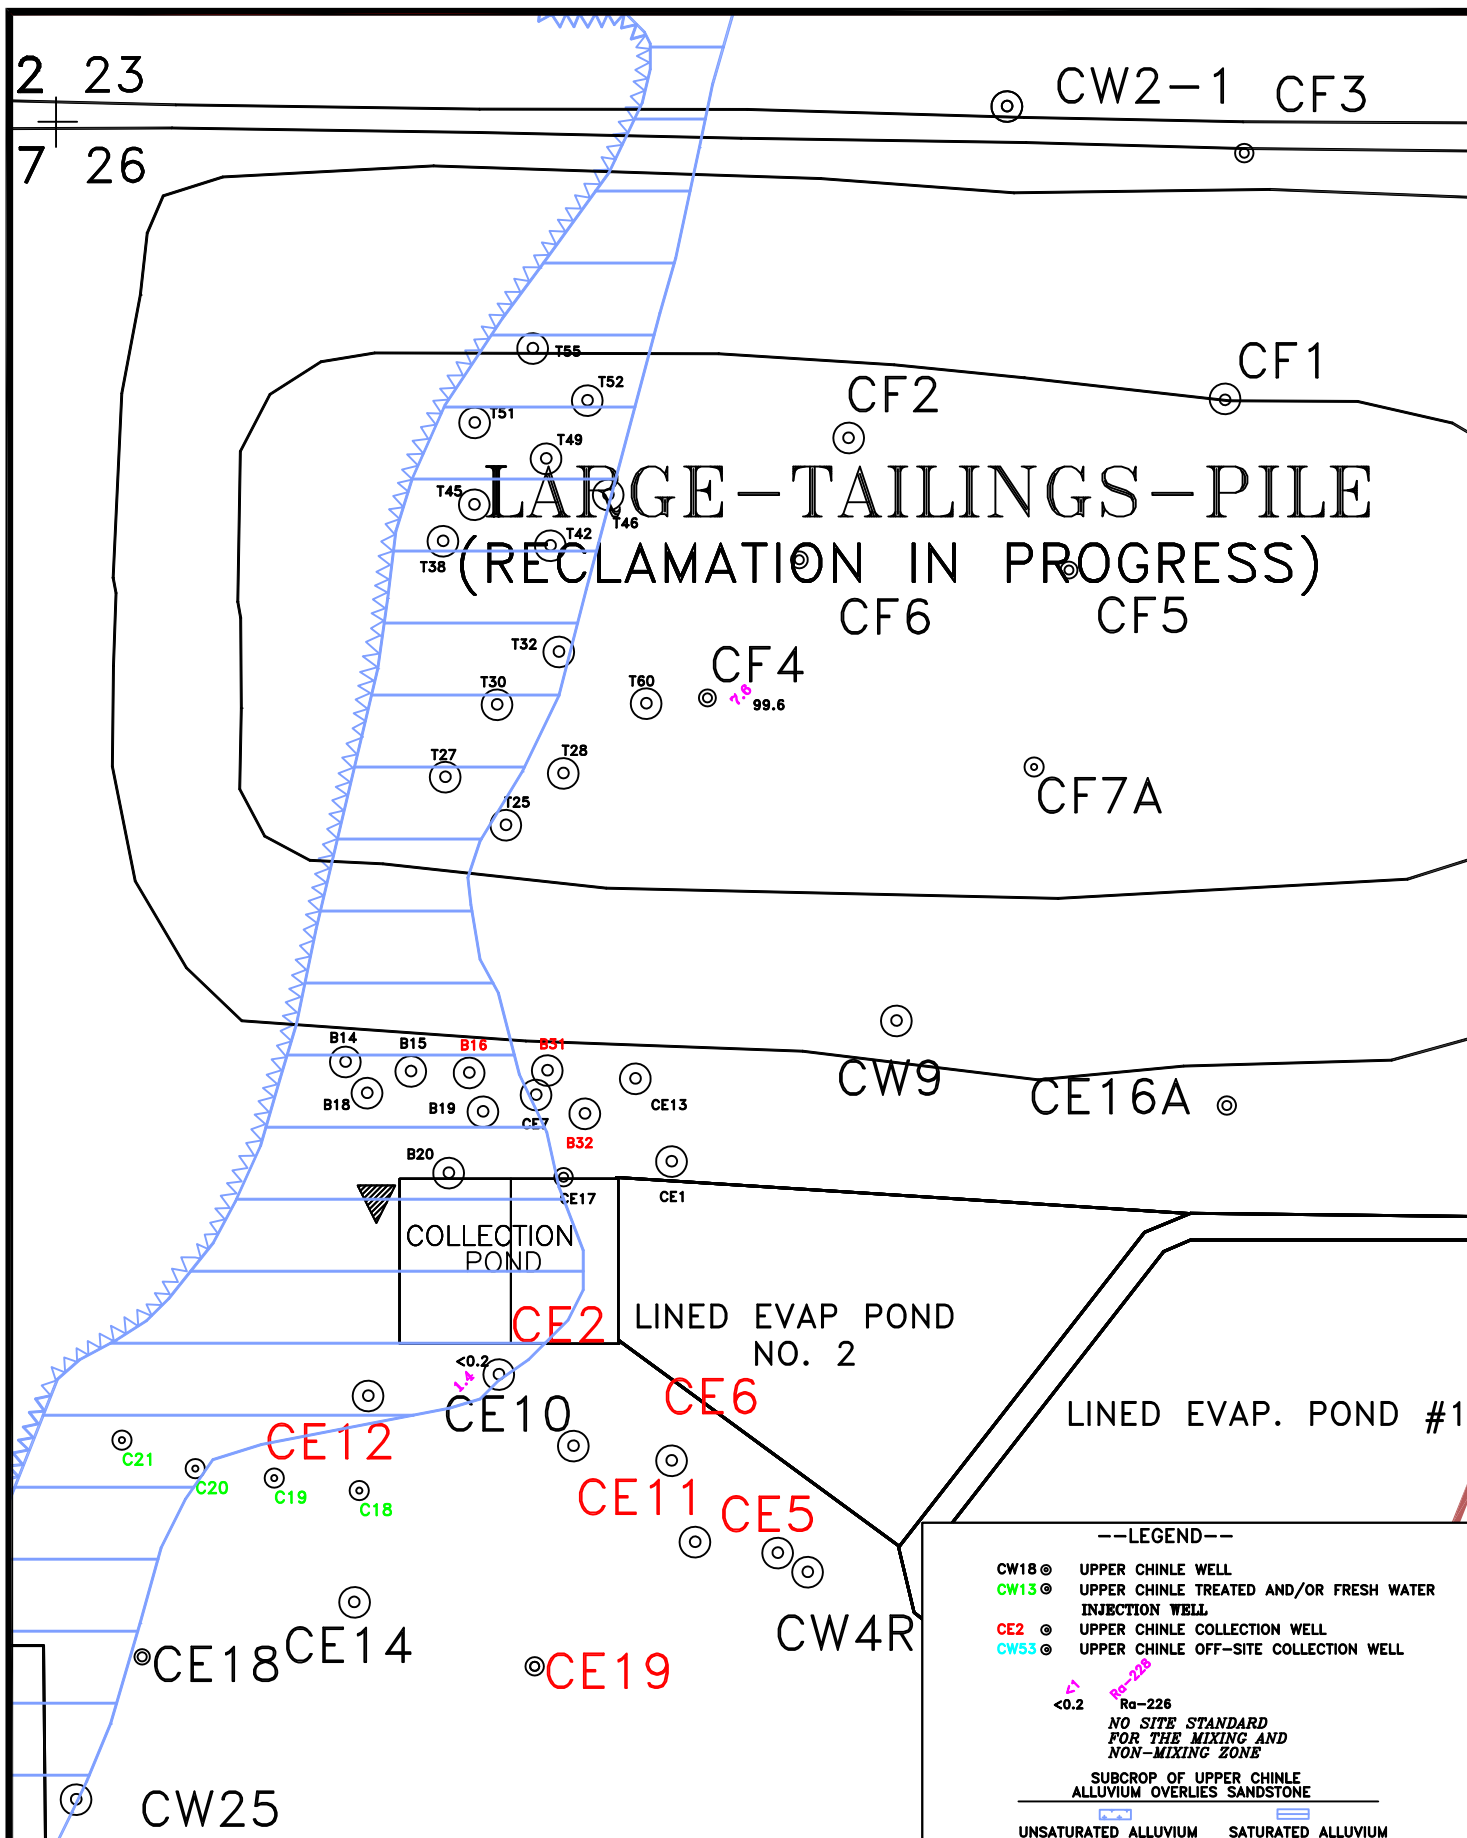 2 23
7 26
CW2-1
CF3
CF1
CF2
T55
T52
T51
T49
LARGE-TAILINGS-PILE
T45
T46
T42
T38
(RECLAMATION IN PROGRESS)
CF6
CF5
T32
CF4
T30
T60
7.6
99.6
T27
T28
CF7A
T25
B14
B15
B16
B31
CW9
CE16A
B18
B19
CE7
CE13
B32
B20
CE17
CE1
COLLECTION
POND
CE2
LINED EVAP POND
NO. 2
<0.2
1.4
CE10
CE6
LINED EVAP. POND #1
CE12
C21
C20
C19
C18
CE11
CE5
CE18
CE14
CE19
CW4R
CW25
--LEGEND--
CW18 UPPER CHINLE WELL
CW13 UPPER CHINLE TREATED AND/OR FRESH WATER
INJECTION WELL
CE2 UPPER CHINLE COLLECTION WELL
CW53 UPPER CHINLE OFF-SITE COLLECTION WELL
<1 Ra-228
<0.2 Ra-226
NO SITE STANDARD
FOR THE MIXING AND
NON-MIXING ZONE
SUBCROP OF UPPER CHINLE
ALLUVIUM OVERLIES SANDSTONE
UNSATURATED ALLUVIUM SATURATED ALLUVIUM